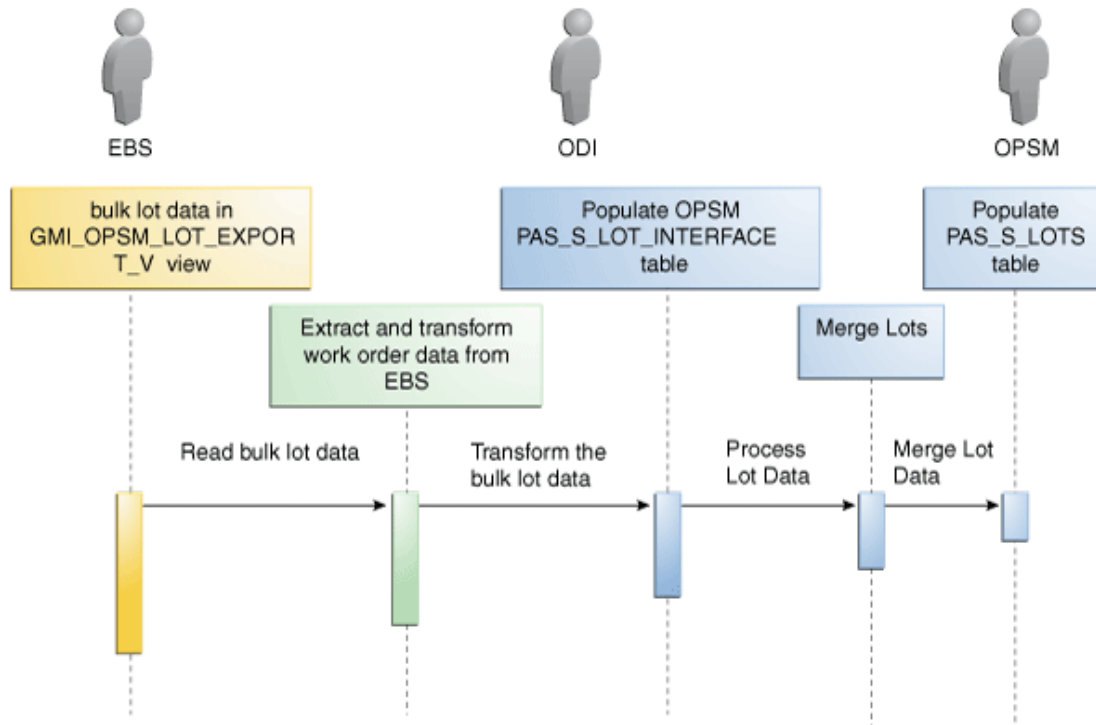 EBS
ODI
OPSM
bulk lot data in
GMI_OPSM_LOT_EXPOR
T_V view
Populate OPSM
PAS_S_LOT_INTERFACE
table
Populate
PAS_S_LOTS
table
Extract and transform
work order data from
EBS
Merge Lots
Read bulk lot data
Transform the
bulk lot data
Process
Lot Data
Merge Lot
Data